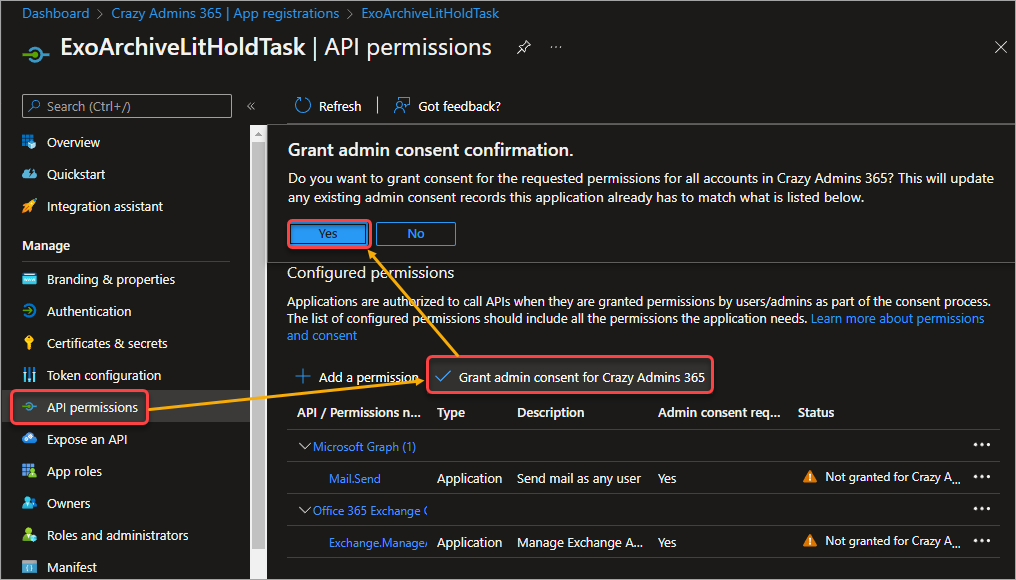 Dashboard > Crazy Admins 365 | App registrations > ExoArchiveLitHoldTask
ExoArchiveLitHoldTask | API permissions
Search (Ctrl+/)
Overview
Quickstart
Integration assistant
Manage
Branding & properties
Authentication
Certificates & secrets
Token configuration
API permissions
Expose an API
App roles
Owners
Roles and administrators
Manifest
Refresh
Got feedback?
Grant admin consent confirmation.
Do you want to grant consent for the requested permissions for all accounts in Crazy Admins 365? This will update
any existing admin consent records this application already has to match what is listed below.
Yes
No
Configured permissions
Applications are authorized to call APIs when they are granted permissions by users/admins as part of the consent process.
The list of configured permissions should include all the permissions the application needs. Learn more about permissions
and consent
Add a permission
Grant admin consent for Crazy Admins 365
API / Permissions n... Type Description Admin consent req... Status
Microsoft Graph (1)
Mail.Send Application Send mail as any user Yes Not granted for Crazy A...
Office 365 Exchange
Exchange.Manage Application Manage Exchange A... Yes Not granted for Crazy A...